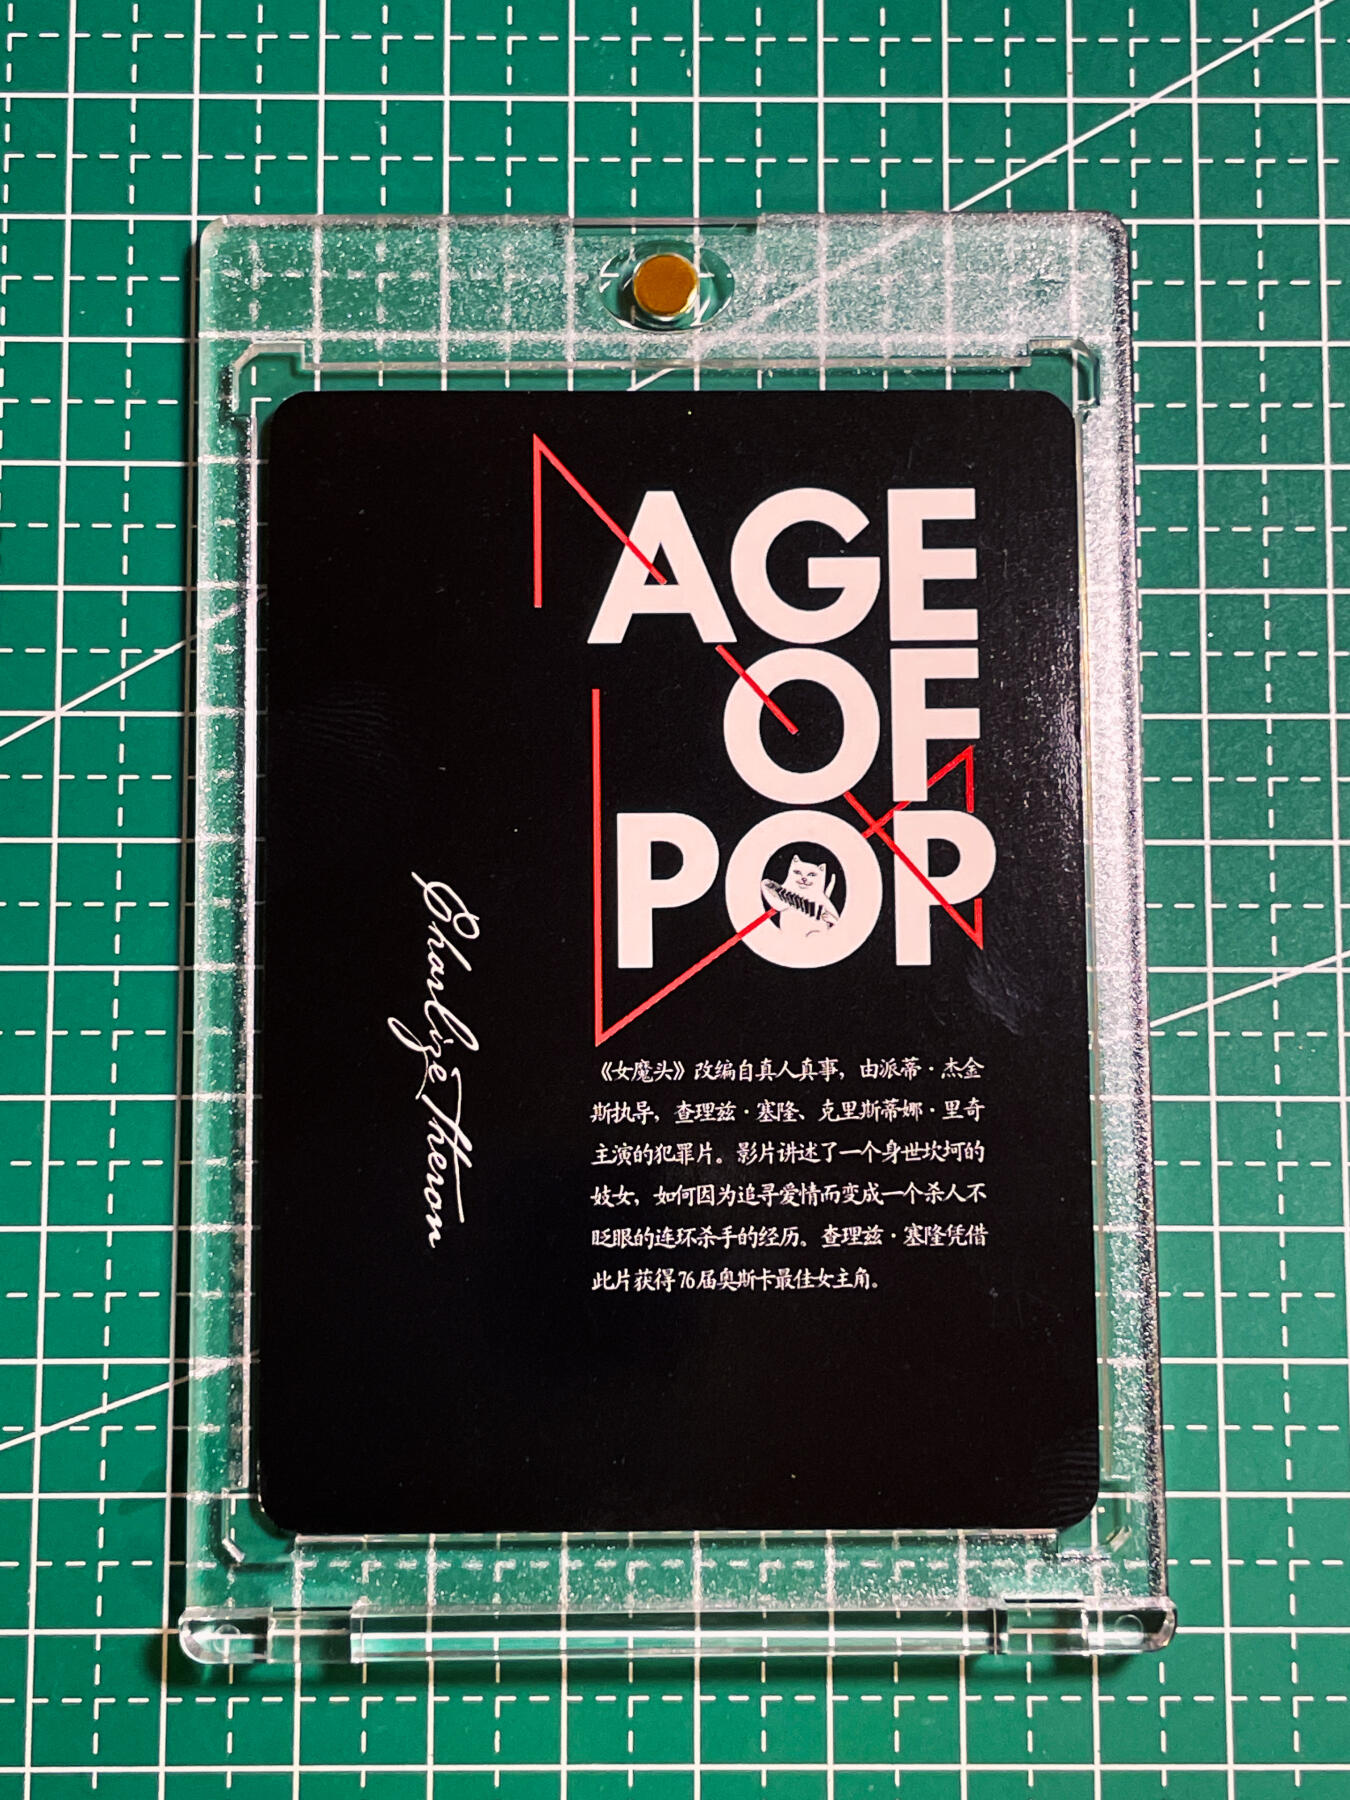 AGE
OF
POP
Charlize Theron
《女魔头》改编自真人真事，由派蒂·杰金
斯执导，查理兹·塞隆、克里斯蒂娜·里奇
主演的犯罪片。影片讲述了一个身世坎坷的
妓女，如何因为追寻爱情而变成一个杀人不
眨眼的连环杀手的经历。查理兹·塞隆凭借
此片获得76届奥斯卡最佳女主角。